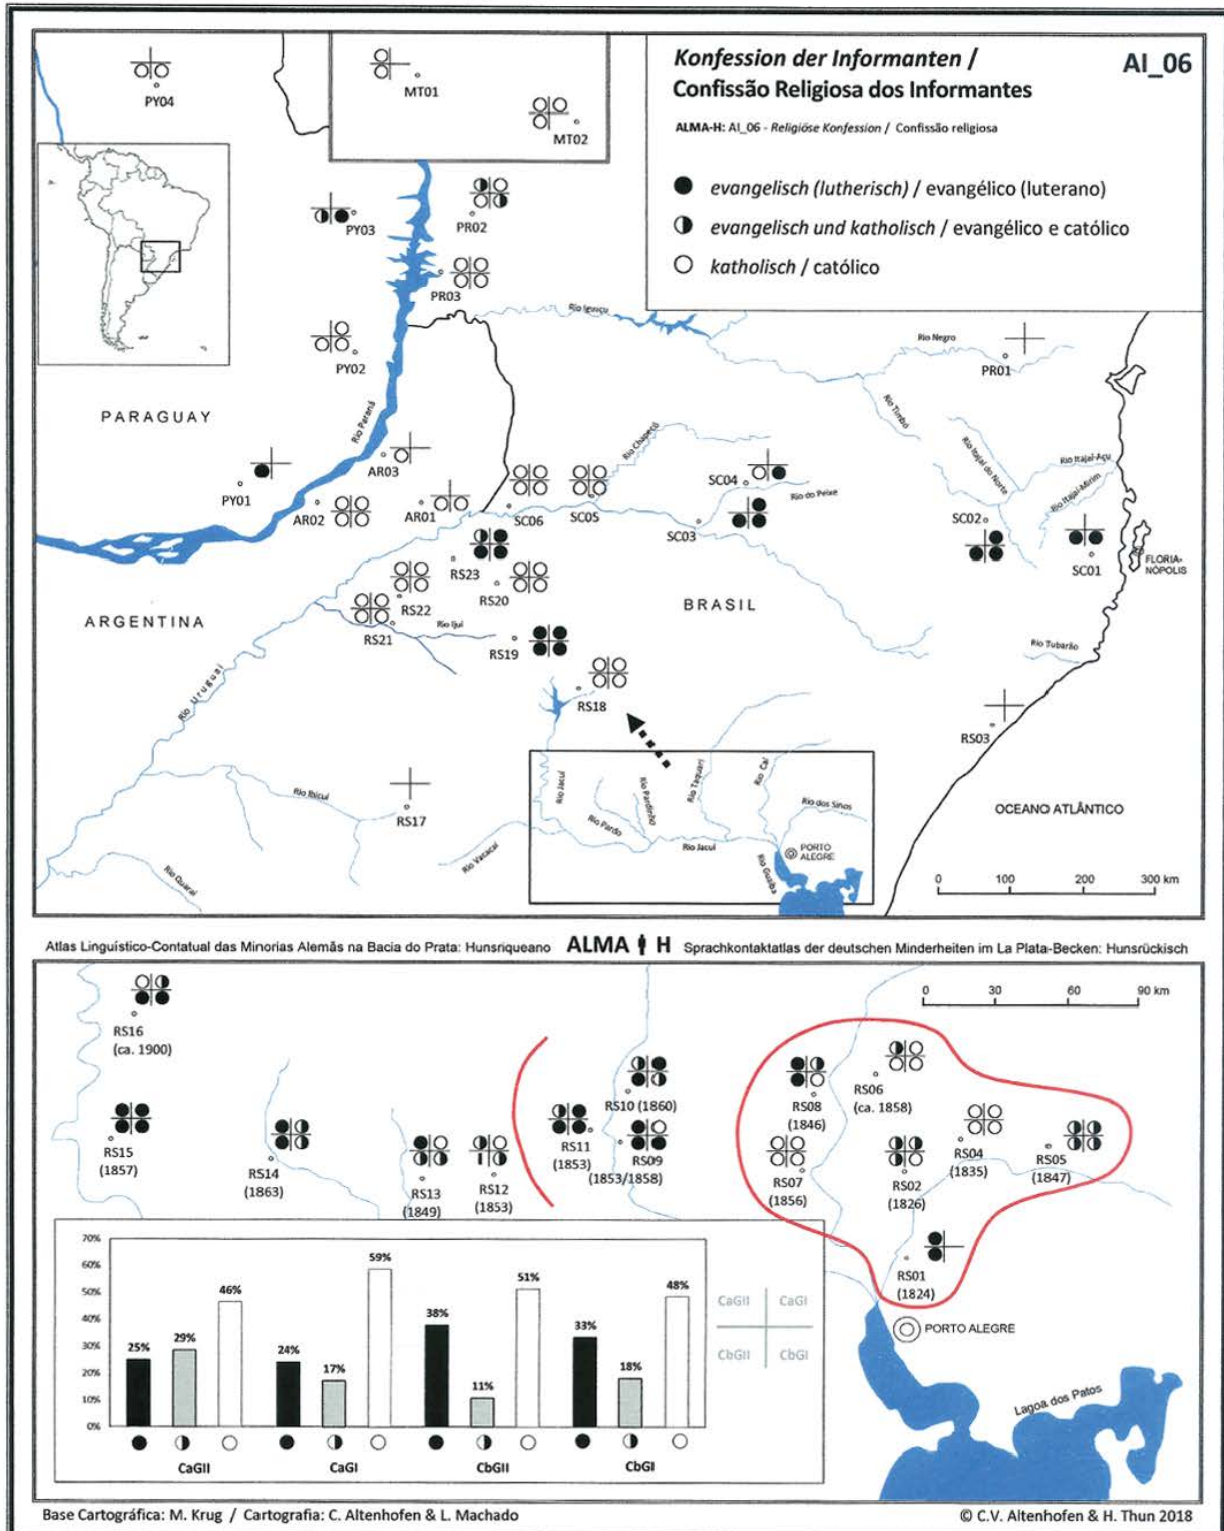 Konfession der Informanten /
Confissão Religiosa dos Informantes
AI_06
ALMA-H: AI_06 - Religiöse Konfession / Confissão religiosa
evangelisch (lutherisch) / evangélico (luterano)
evangelisch und katholisch / evangélico e católico
katholisch / católico
PY04
MT01
MT02
PY03
PR02
PR03
Rio Iguaçu
PY02
Rio Negro
PR01
PARAGUAY
Rio Paraná
Rio Timbó
Rio Chapecó
AR03
Rio Itajaí do Norte
Rio Itajaí-Açu
Rio Itajaí-Mirim
PY01
SC04
Rio do Peixe
AR02
AR01
SC06
SC05
SC03
SC02
SC01
FLORIA-
NÓPOLIS
RS23
RS20
RS22
BRASIL
ARGENTINA
RS21
Rio Ijuí
RS19
Rio Tubarão
Rio Uruguai
RS18
RS03
Rio Ibicuí
RS17
Rio Jacuí
Rio Pardinho
Rio Taquari
Rio Caí
Rio dos Sinos
OCEANO ATLÂNTICO
Rio Pardo
Rio Vacacaí
Rio Jacuí
PORTO
ALEGRE
Rio Guaíba
Rio Quaraí
0 100 200 300 km
Atlas Linguístico-Contatual das Minorias Alemãs na Bacia do Prata: Hunsriqueano ALMA H Sprachkontaktatlas der deutschen Minderheiten im La Plata-Becken: Hunsrückisch
0 30 60 90 km
RS16
(ca. 1900)
RS10 (1860)
RS08
(1846)
RS06
(ca. 1858)
RS15
(1857)
RS14
(1863)
RS13
(1849)
RS12
(1853)
RS11
(1853)
RS09
(1853/1858)
RS07
(1856)
RS02
(1826)
RS04
(1835)
RS05
(1847)
RS01
(1824)
PORTO ALEGRE
Lagoa dos Patos
70%
60%
50%
40%
30%
20%
10%
0%
25% 29% 46% 24% 17% 59% 38% 11% 51% 33% 18% 48%
CaGII CaGI CbGII CbGI
CaGII CaGI
CbGII CbGI
Base Cartográfica: M. Krug / Cartografia: C. Altenhofen & L. Machado
© C.V. Altenhofen & H. Thun 2018